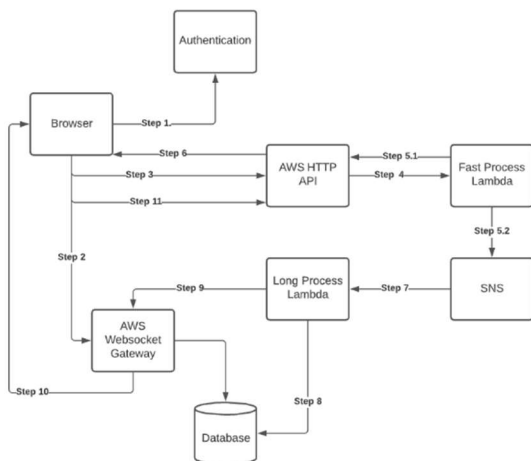 Authentication
Browser
Step 1.
Step 6
Step 5.1
Step 3
AWS HTTP
API
Step 4
Fast Process
Lambda
Step 11
Step 5.2
Step 2
Step 9
Long Process
Lambda
Step 7
SNS
AWS
Websocket
Gateway
Step 10
Step 8
Database